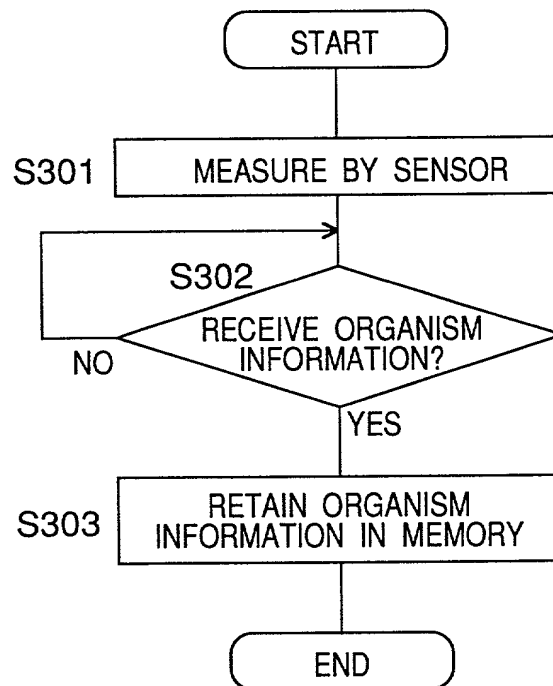 START
S301
MEASURE BY SENSOR
S302
RECEIVE ORGANISM
INFORMATION?
NO
YES
S303
RETAIN ORGANISM
INFORMATION IN MEMORY
END